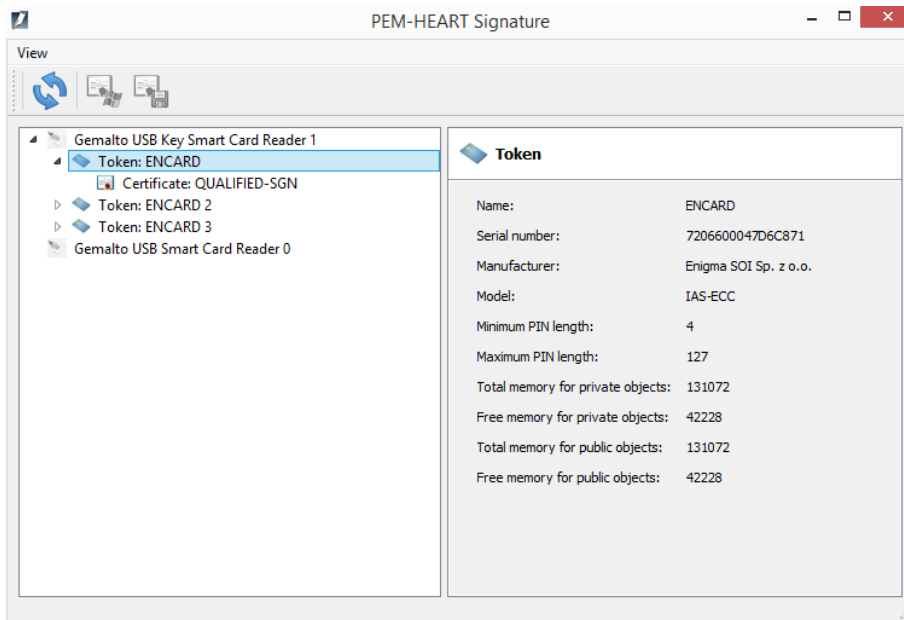 PEM-HEART Signature
View
Gemalto USB Key Smart Card Reader 1
Token: ENCARD
Certificate: QUALIFIED-SGN
Token: ENCARD 2
Token: ENCARD 3
Gemalto USB Smart Card Reader 0
Token
Name: ENCARD
Serial number: 7206600047D6C871
Manufacturer: Enigma SOI Sp. z o.o.
Model: IAS-ECC
Minimum PIN length: 4
Maximum PIN length: 127
Total memory for private objects: 131072
Free memory for private objects: 42228
Total memory for public objects: 131072
Free memory for public objects: 42228